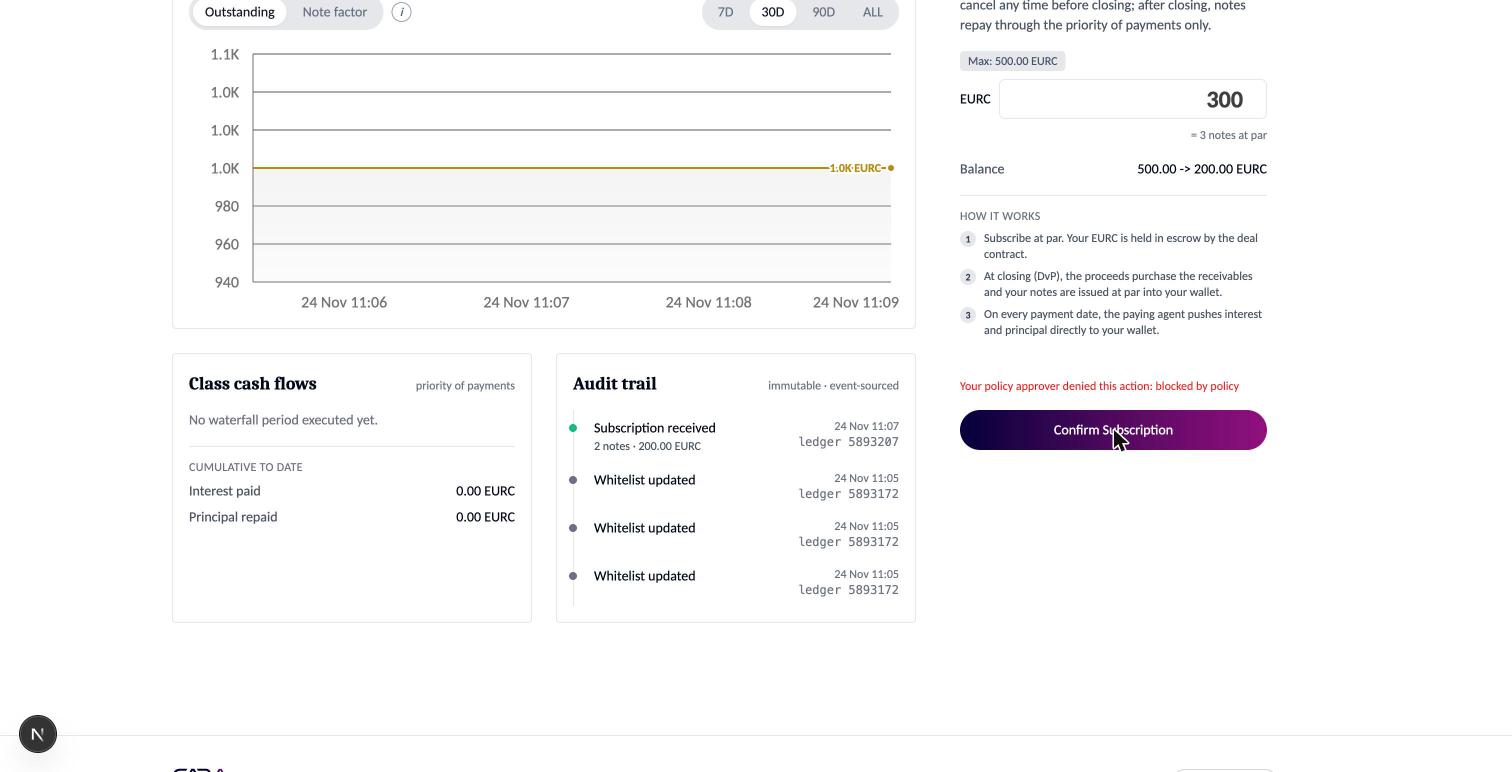 Outstanding
Note factor
i
7D
30D
90D
ALL
1.1K
1.0K
1.0K
1.0K
980
960
940
1.0K EURC
24 Nov 11:06
24 Nov 11:07
24 Nov 11:08
24 Nov 11:09
Class cash flows
priority of payments
No waterfall period executed yet.
CUMULATIVE TO DATE
Interest paid
0.00 EURC
Principal repaid
0.00 EURC
Audit trail
immutable · event-sourced
Subscription received
24 Nov 11:07
2 notes · 200.00 EURC
ledger 5893207
Whitelist updated
24 Nov 11:05
ledger 5893172
Whitelist updated
24 Nov 11:05
ledger 5893172
Whitelist updated
24 Nov 11:05
ledger 5893172
cancel any time before closing; after closing, notes
repay through the priority of payments only.
Max: 500.00 EURC
EURC
300
= 3 notes at par
Balance
500.00 -> 200.00 EURC
HOW IT WORKS
1
Subscribe at par. Your EURC is held in escrow by the deal
contract.
2
At closing (DvP), the proceeds purchase the receivables
and your notes are issued at par into your wallet.
3
On every payment date, the paying agent pushes interest
and principal directly to your wallet.
Your policy approver denied this action: blocked by policy
Confirm Subscription
N